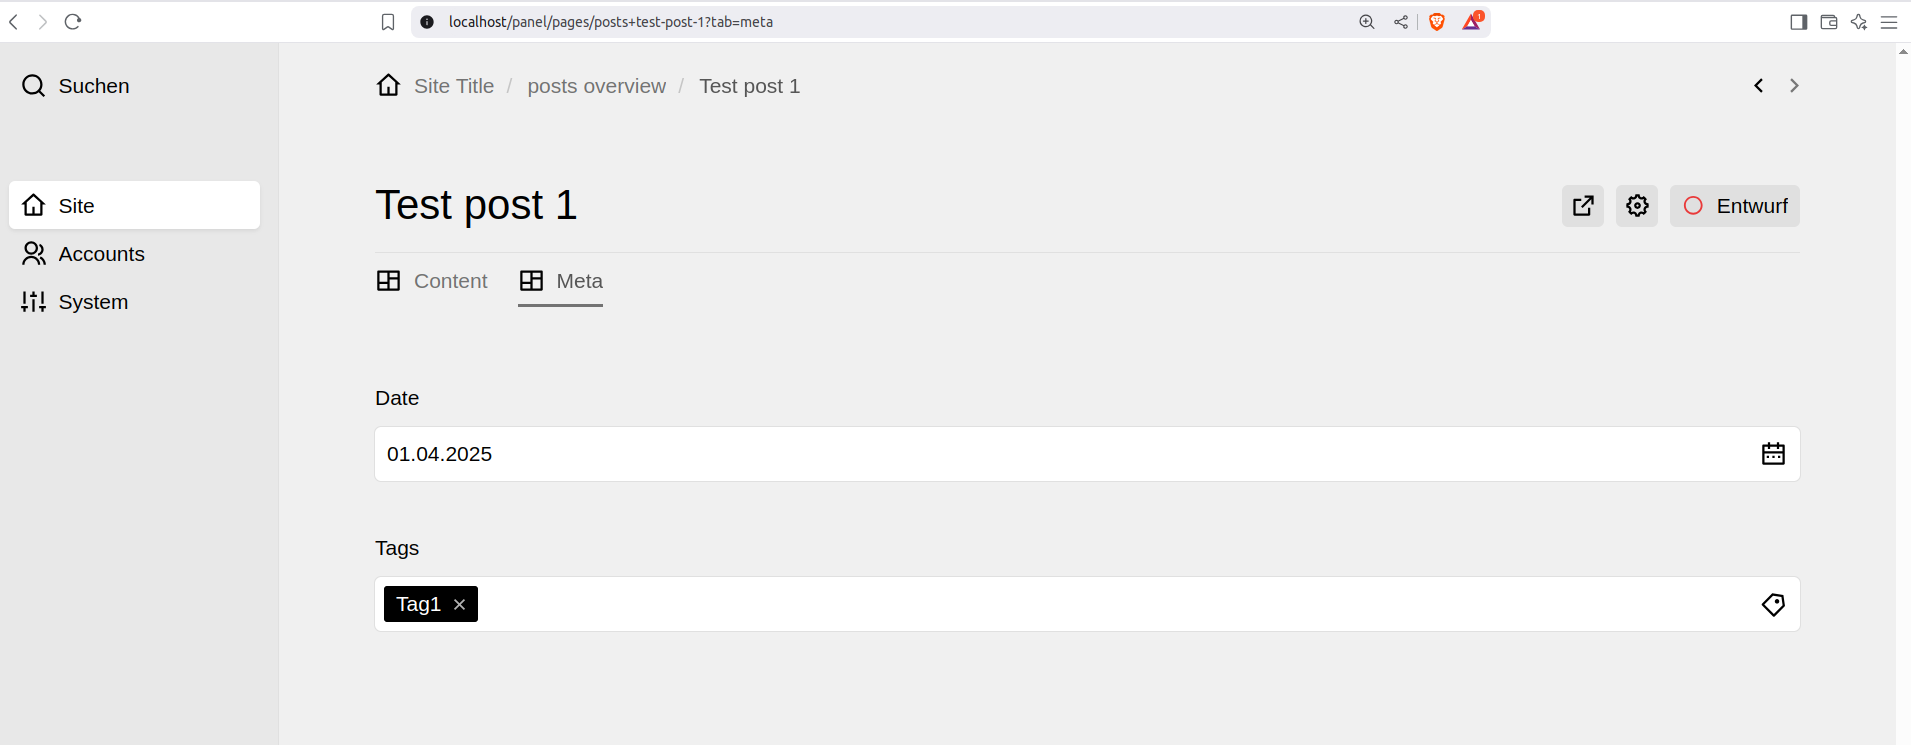 localhost/panel/pages/posts+test-post-1?tab=meta
1
Suchen
Site Title / posts overview / Test post 1
Site
Accounts
System
Test post 1
Entwurf
Content
Meta
Date
01.04.2025
Tags
Tag1